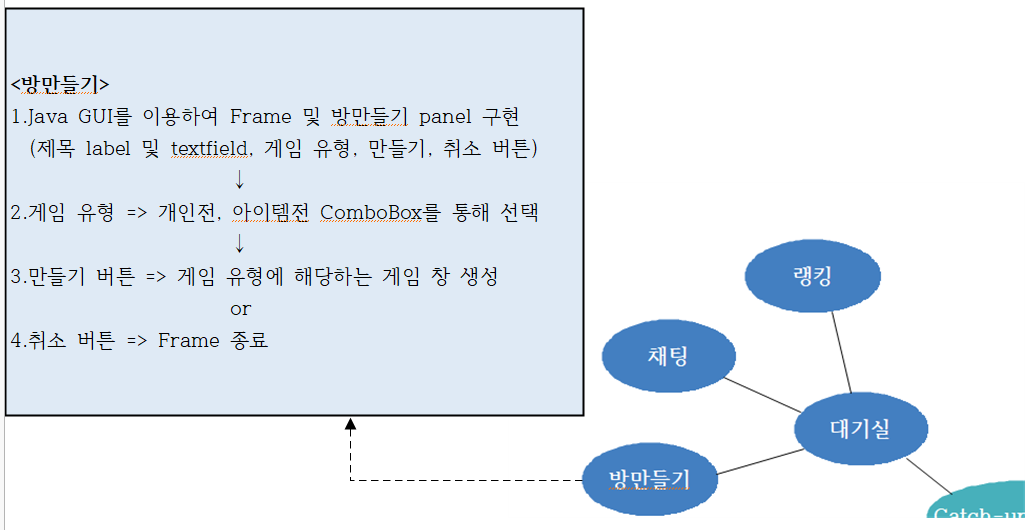 <방만들기>
1.Java GUI를 이용하여 Frame 및 방만들기 panel 구현
(제목 label 및 textfield, 게임 유형, 만들기, 취소 버튼)
↓
2.게임 유형 => 개인전, 아이템전 ComboBox를 통해 선택
↓
3.만들기 버튼 => 게임 유형에 해당하는 게임 창 생성
or
4.취소 버튼 => Frame 종료
랭킹
채팅
대기실
방만들기
Catch-up